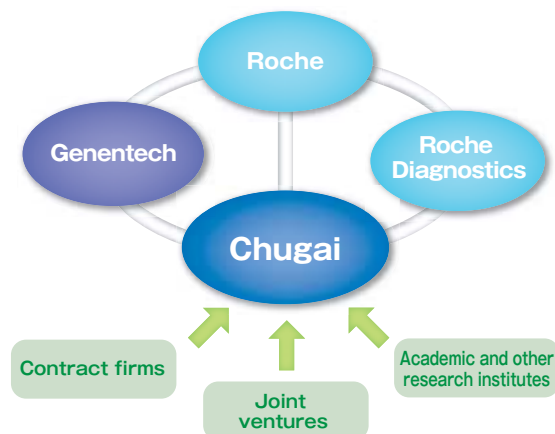 Roche
Genentech
Roche
Diagnostics
Chugai
Contract firms
Joint
ventures
Academic and other
research institutes